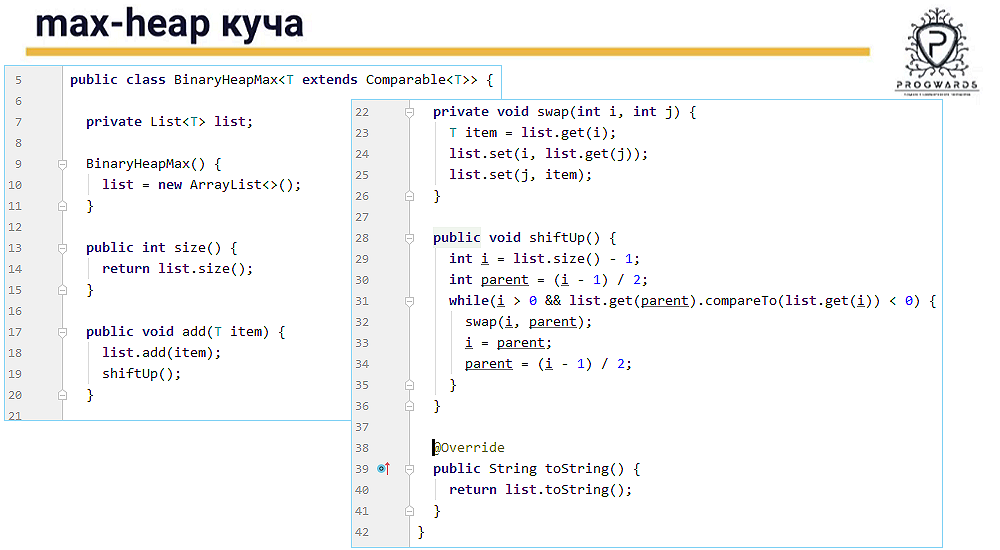 max-heap куча
PROGWARDS
5 public class BinaryHeapMax<T extends Comparable<T>> {
6
7 private List<T> list;
8
9 BinaryHeapMax() {
10 list = new ArrayList<>();
11 }
12
13 public int size() {
14 return list.size();
15 }
16
17 public void add(T item) {
18 list.add(item);
19 shiftUp();
20 }
21
22 private void swap(int i, int j) {
23 T item = list.get(i);
24 list.set(i, list.get(j));
25 list.set(j, item);
26 }
27
28 public void shiftUp() {
29 int i = list.size() - 1;
30 int parent = (i - 1) / 2;
31 while(i > 0 && list.get(parent).compareTo(list.get(i)) < 0) {
32 swap(i, parent);
33 i = parent;
34 parent = (i - 1) / 2;
35 }
36 }
37
38 @Override
39 public String toString() {
40 return list.toString();
41 }
42 }